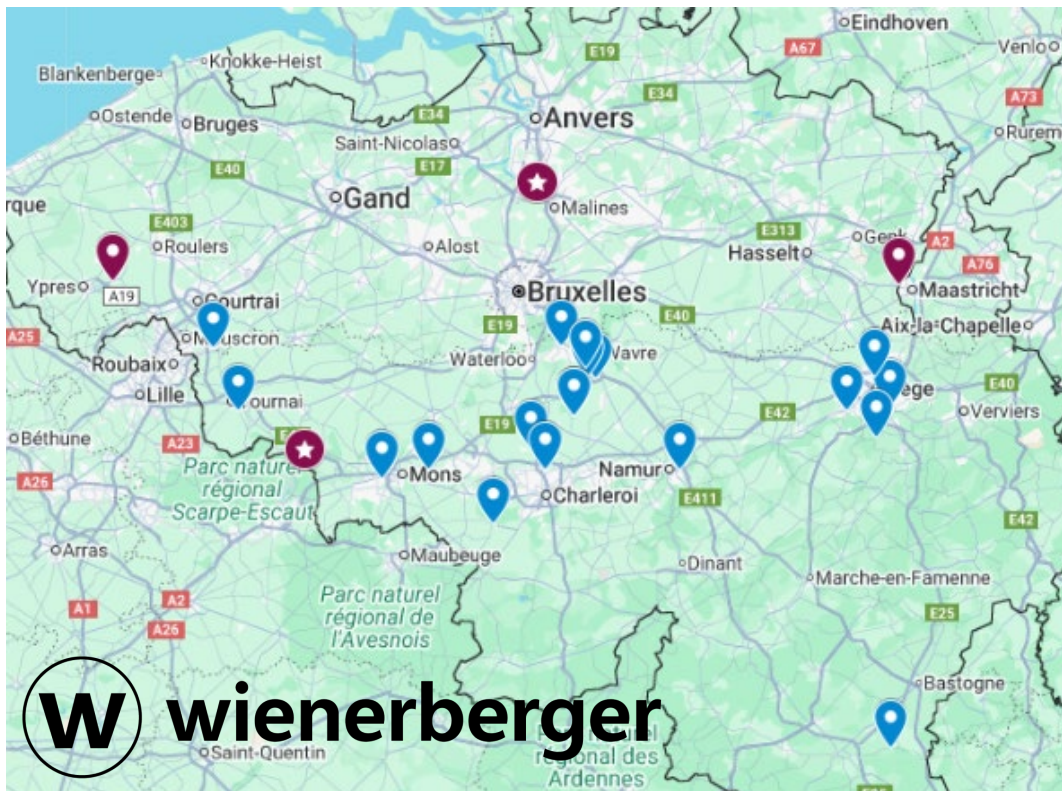 Eindhoven
E19
A67
Venlo
Knokke-Heist
Blankenberge
E34
A73
Ostende
E34
Anvers
Bruges
Rurem
Saint-Nicolas
E17
E40
Gand
Malines
rque
E403
E313
Genk
A2
Roulers
Alost
Hasselt
A76
Ypres
A19
Bruxelles
Maastricht
Courtrai
E40
E19
Aix-la-Chapelle
A25
Mouscron
Waterloo
Wavre
Roubaix
Lille
Tournai
ège
E40
E42
Verviers
E19
Béthune
A23
Parc naturel
régional
Scarpe-Escaut
Mons
Namur
A26
Charleroi
E411
E42
Arras
Maubeuge
Dinant
Marche-en-Famenne
Parc naturel
régional de
l'Avesnois
A1
A2
E25
A26
Bastogne
w wienerberger
Saint-Quentin
régional des
Ardennes